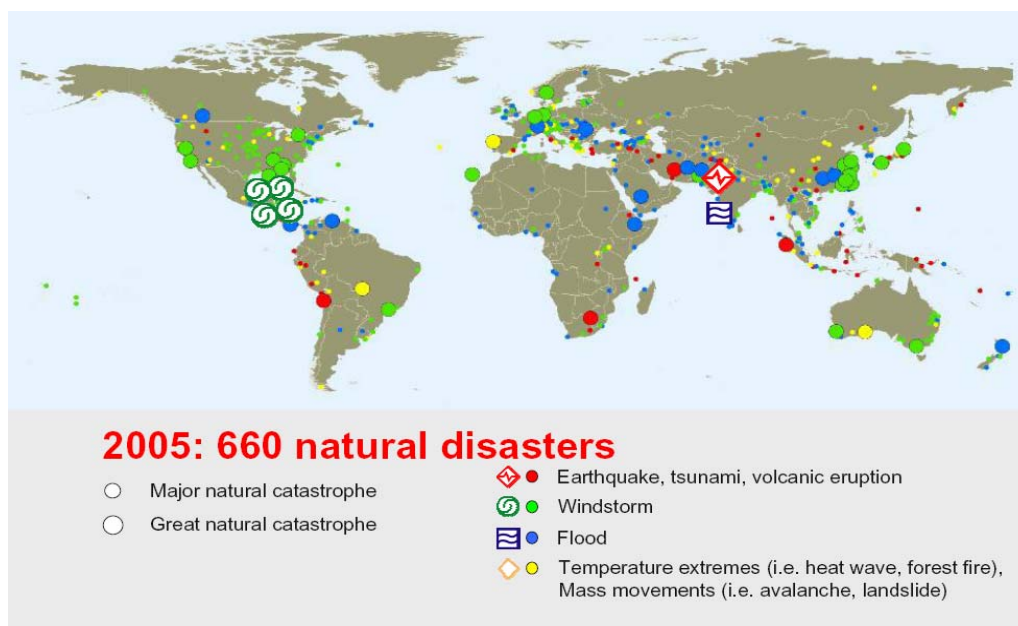 2005: 660 natural disasters
Major natural catastrophe
Great natural catastrophe
Earthquake, tsunami, volcanic eruption
Windstorm
Flood
Temperature extremes (i.e. heat wave, forest fire),
Mass movements (i.e. avalanche, landslide)